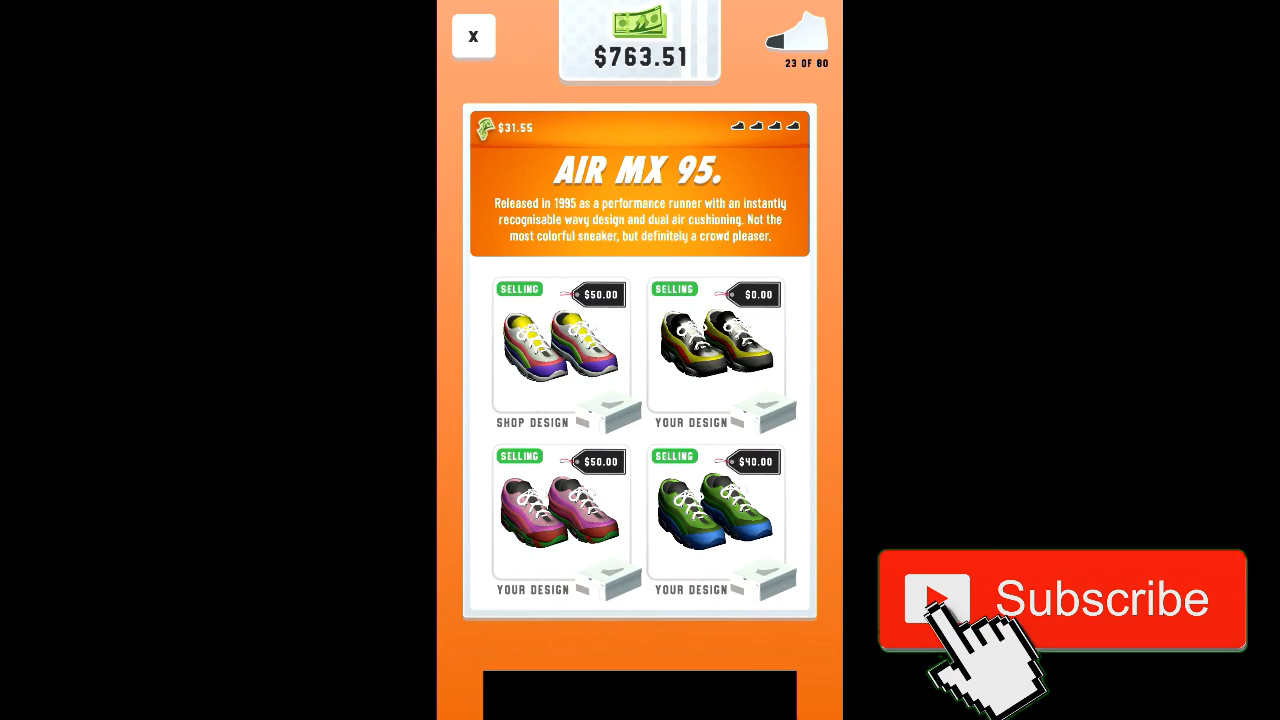 X
$763.51
23 OF 80
$31.55
AIR MX 95.
Released in 1995 as a performance runner with an instantly
recognisable wavy design and dual air cushioning. Not the
most colorful sneaker, but definitely a crowd pleaser.
SELLING $50.00
SELLING $0.00
SHOP DESIGN
YOUR DESIGN
SELLING $50.00
SELLING $40.00
YOUR DESIGN
YOUR DESIGN
Subscribe